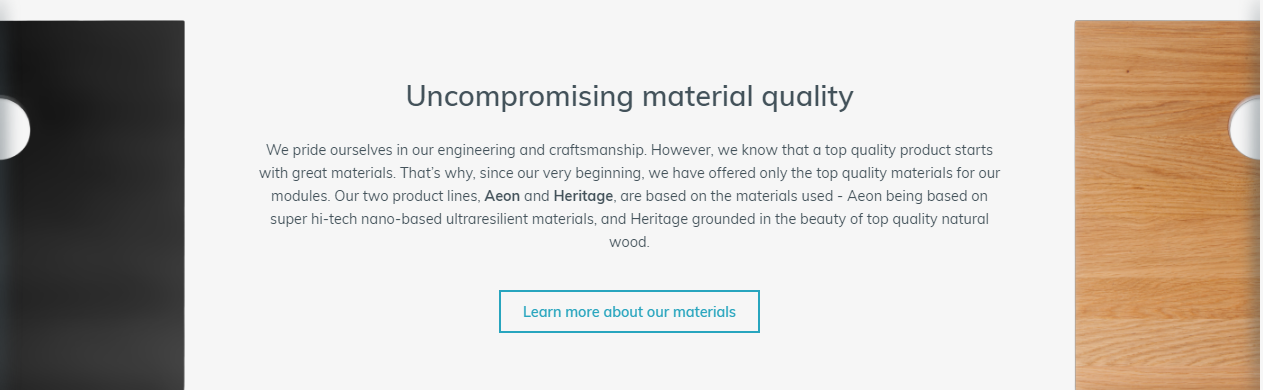 Uncompromising material quality
We pride ourselves in our engineering and craftsmanship. However, we know that a top quality product starts
with great materials. That's why, since our very beginning, we have offered only the top quality materials for our
modules. Our two product lines, Aeon and Heritage, are based on the materials used - Aeon being based on
super hi-tech nano-based ultraresilient materials, and Heritage grounded in the beauty of top quality natural
wood.
Learn more about our materials